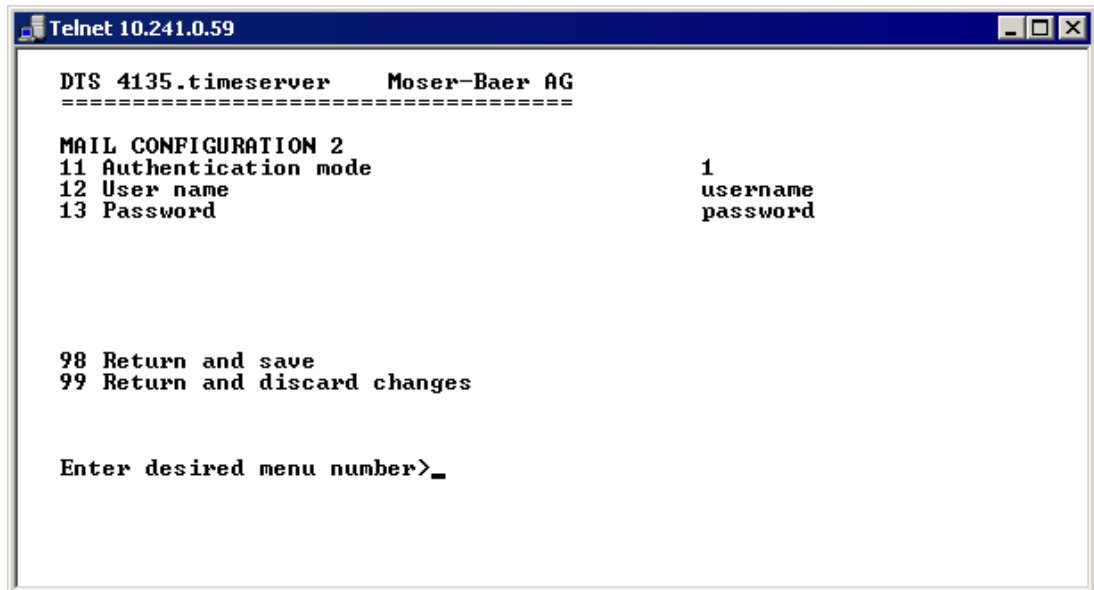 Telnet 10.241.0.59
DTS 4135.timeserver Moser-Baer AG
====================================
MAIL CONFIGURATION 2
11 Authentication mode 1
12 User name username
13 Password password
98 Return and save
99 Return and discard changes
Enter desired menu number>_